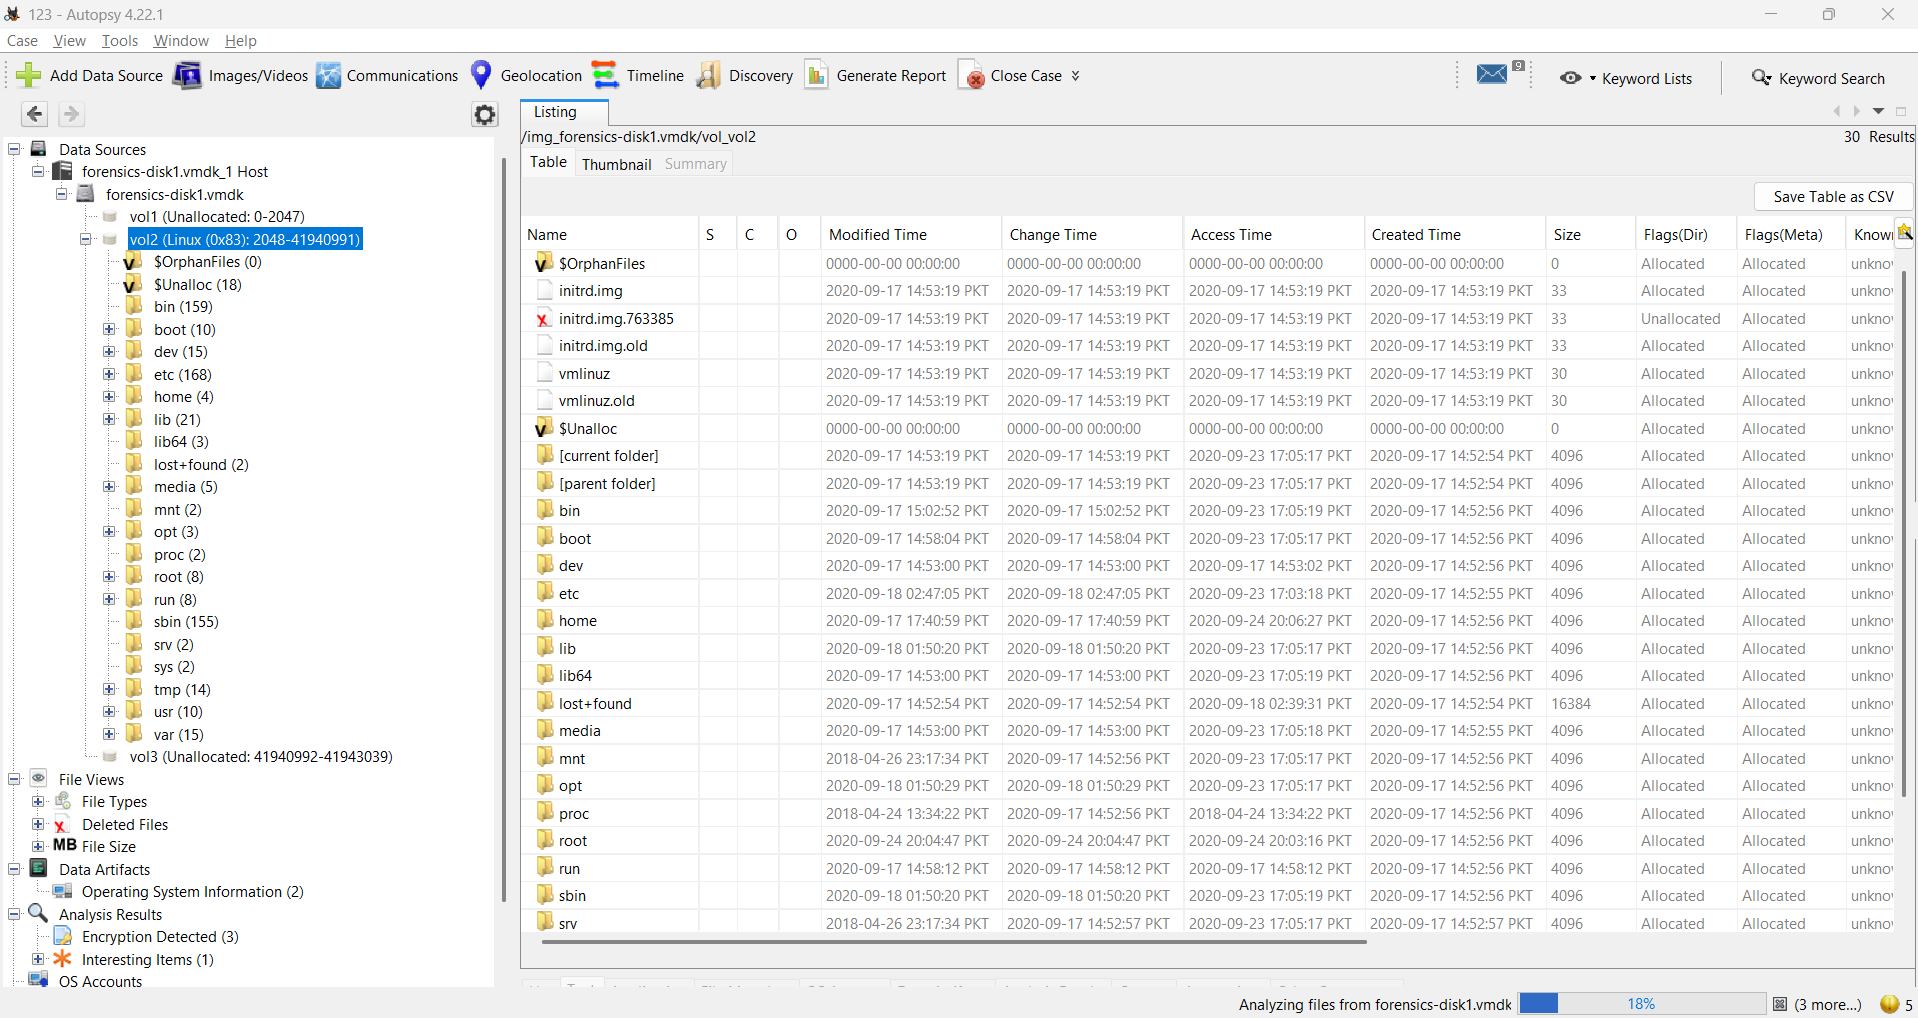 123 - Autopsy 4.22.1
Case View Tools Window Help
Add Data Source Images/Videos Communications Geolocation Timeline Discovery Generate Report Close Case 9 Keyword Lists Keyword Search
Data Sources
forensics-disk1.vmdk_1 Host
forensics-disk1.vmdk
vol1 (Unallocated: 0-2047)
vol2 (Linux (0x83): 2048-41940991)
$OrphanFiles (0)
$Unalloc (18)
bin (159)
boot (10)
dev (15)
etc (168)
home (4)
lib (21)
lib64 (3)
lost+found (2)
media (5)
mnt (2)
opt (3)
proc (2)
root (8)
run (8)
sbin (155)
srv (2)
sys (2)
tmp (14)
usr (10)
var (15)
vol3 (Unallocated: 41940992-41943039)
File Views
File Types
Deleted Files
MB File Size
Data Artifacts
Operating System Information (2)
Analysis Results
Encryption Detected (3)
Interesting Items (1)
OS Accounts
Listing
/img_forensics-disk1.vmdk/vol_vol2 30 Results
Table Thumbnail Summary
Save Table as CSV
Name S C O Modified Time Change Time Access Time Created Time Size Flags(Dir) Flags(Meta) Known
$OrphanFiles 0000-00-00 00:00:00 0000-00-00 00:00:00 0000-00-00 00:00:00 0000-00-00 00:00:00 0 Allocated Allocated unkno
initrd.img 2020-09-17 14:53:19 PKT 2020-09-17 14:53:19 PKT 2020-09-17 14:53:19 PKT 2020-09-17 14:53:19 PKT 33 Allocated Allocated unkno
initrd.img.763385 2020-09-17 14:53:19 PKT 2020-09-17 14:53:19 PKT 2020-09-17 14:53:19 PKT 2020-09-17 14:53:19 PKT 33 Unallocated Allocated unkno
initrd.img.old 2020-09-17 14:53:19 PKT 2020-09-17 14:53:19 PKT 2020-09-17 14:53:19 PKT 2020-09-17 14:53:19 PKT 33 Allocated Allocated unkno
vmlinuz 2020-09-17 14:53:19 PKT 2020-09-17 14:53:19 PKT 2020-09-17 14:53:19 PKT 2020-09-17 14:53:19 PKT 30 Allocated Allocated unkno
vmlinuz.old 2020-09-17 14:53:19 PKT 2020-09-17 14:53:19 PKT 2020-09-17 14:53:19 PKT 2020-09-17 14:53:19 PKT 30 Allocated Allocated unkno
$Unalloc 0000-00-00 00:00:00 0000-00-00 00:00:00 0000-00-00 00:00:00 0000-00-00 00:00:00 0 Allocated Allocated unkno
[current folder] 2020-09-17 14:53:19 PKT 2020-09-17 14:53:19 PKT 2020-09-23 17:05:17 PKT 2020-09-17 14:52:54 PKT 4096 Allocated Allocated unkno
[parent folder] 2020-09-17 14:53:19 PKT 2020-09-17 14:53:19 PKT 2020-09-23 17:05:17 PKT 2020-09-17 14:52:54 PKT 4096 Allocated Allocated unkno
bin 2020-09-17 15:02:52 PKT 2020-09-17 15:02:52 PKT 2020-09-23 17:05:19 PKT 2020-09-17 14:52:56 PKT 4096 Allocated Allocated unkno
boot 2020-09-17 14:58:04 PKT 2020-09-17 14:58:04 PKT 2020-09-23 17:05:17 PKT 2020-09-17 14:52:56 PKT 4096 Allocated Allocated unkno
dev 2020-09-17 14:53:00 PKT 2020-09-17 14:53:00 PKT 2020-09-17 14:53:02 PKT 2020-09-17 14:52:56 PKT 4096 Allocated Allocated unkno
etc 2020-09-18 02:47:05 PKT 2020-09-18 02:47:05 PKT 2020-09-23 17:03:18 PKT 2020-09-17 14:52:55 PKT 4096 Allocated Allocated unkno
home 2020-09-17 17:40:59 PKT 2020-09-17 17:40:59 PKT 2020-09-24 20:06:27 PKT 2020-09-17 14:52:56 PKT 4096 Allocated Allocated unkno
lib 2020-09-18 01:50:20 PKT 2020-09-18 01:50:20 PKT 2020-09-23 17:05:17 PKT 2020-09-17 14:52:56 PKT 4096 Allocated Allocated unkno
lib64 2020-09-17 14:53:00 PKT 2020-09-17 14:53:00 PKT 2020-09-23 17:05:19 PKT 2020-09-17 14:52:56 PKT 4096 Allocated Allocated unkno
lost+found 2020-09-17 14:52:54 PKT 2020-09-17 14:52:54 PKT 2020-09-18 02:39:31 PKT 2020-09-17 14:52:54 PKT 16384 Allocated Allocated unkno
media 2020-09-17 14:53:00 PKT 2020-09-17 14:53:00 PKT 2020-09-23 17:05:18 PKT 2020-09-17 14:52:55 PKT 4096 Allocated Allocated unkno
mnt 2018-04-26 23:17:34 PKT 2020-09-17 14:52:56 PKT 2020-09-23 17:05:17 PKT 2020-09-17 14:52:56 PKT 4096 Allocated Allocated unkno
opt 2020-09-18 01:50:29 PKT 2020-09-18 01:50:29 PKT 2020-09-23 17:05:17 PKT 2020-09-17 14:52:56 PKT 4096 Allocated Allocated unkno
proc 2018-04-24 13:34:22 PKT 2020-09-17 14:52:56 PKT 2018-04-24 13:34:22 PKT 2020-09-17 14:52:56 PKT 4096 Allocated Allocated unkno
root 2020-09-24 20:04:47 PKT 2020-09-24 20:04:47 PKT 2020-09-24 20:03:16 PKT 2020-09-17 14:52:56 PKT 4096 Allocated Allocated unkno
run 2020-09-17 14:58:12 PKT 2020-09-17 14:58:12 PKT 2020-09-17 14:58:12 PKT 2020-09-17 14:52:56 PKT 4096 Allocated Allocated unkno
sbin 2020-09-18 01:50:20 PKT 2020-09-18 01:50:20 PKT 2020-09-23 17:05:19 PKT 2020-09-17 14:52:56 PKT 4096 Allocated Allocated unkno
srv 2018-04-26 23:17:34 PKT 2020-09-17 14:52:57 PKT 2020-09-23 17:05:17 PKT 2020-09-17 14:52:57 PKT 4096 Allocated Allocated unkno
Analyzing files from forensics-disk1.vmdk 18% (3 more...) 5